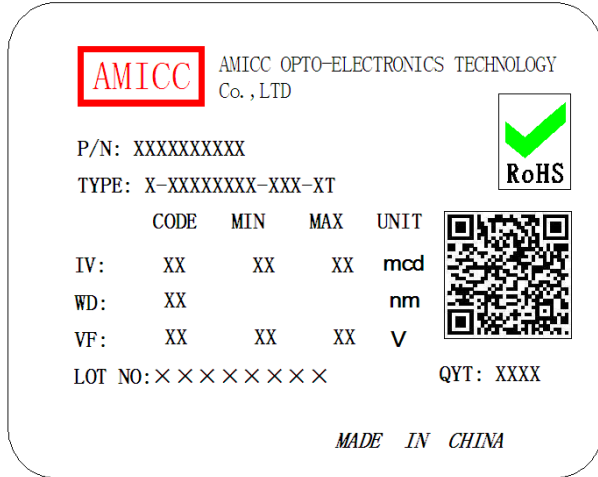 AMICC
AMICC OPTO-ELECTRONICS TECHNOLOGY
Co.,LTD
RoHS
P/N: XXXXXXXXXX
TYPE: X-XXXXXXXX-XXX-XT
CODE MIN MAX UNIT
IV: XX XX XX mcd
WD: XX nm
VF: XX XX XX V
LOT NO:×××××××× QYT: XXXX
MADE IN CHINA